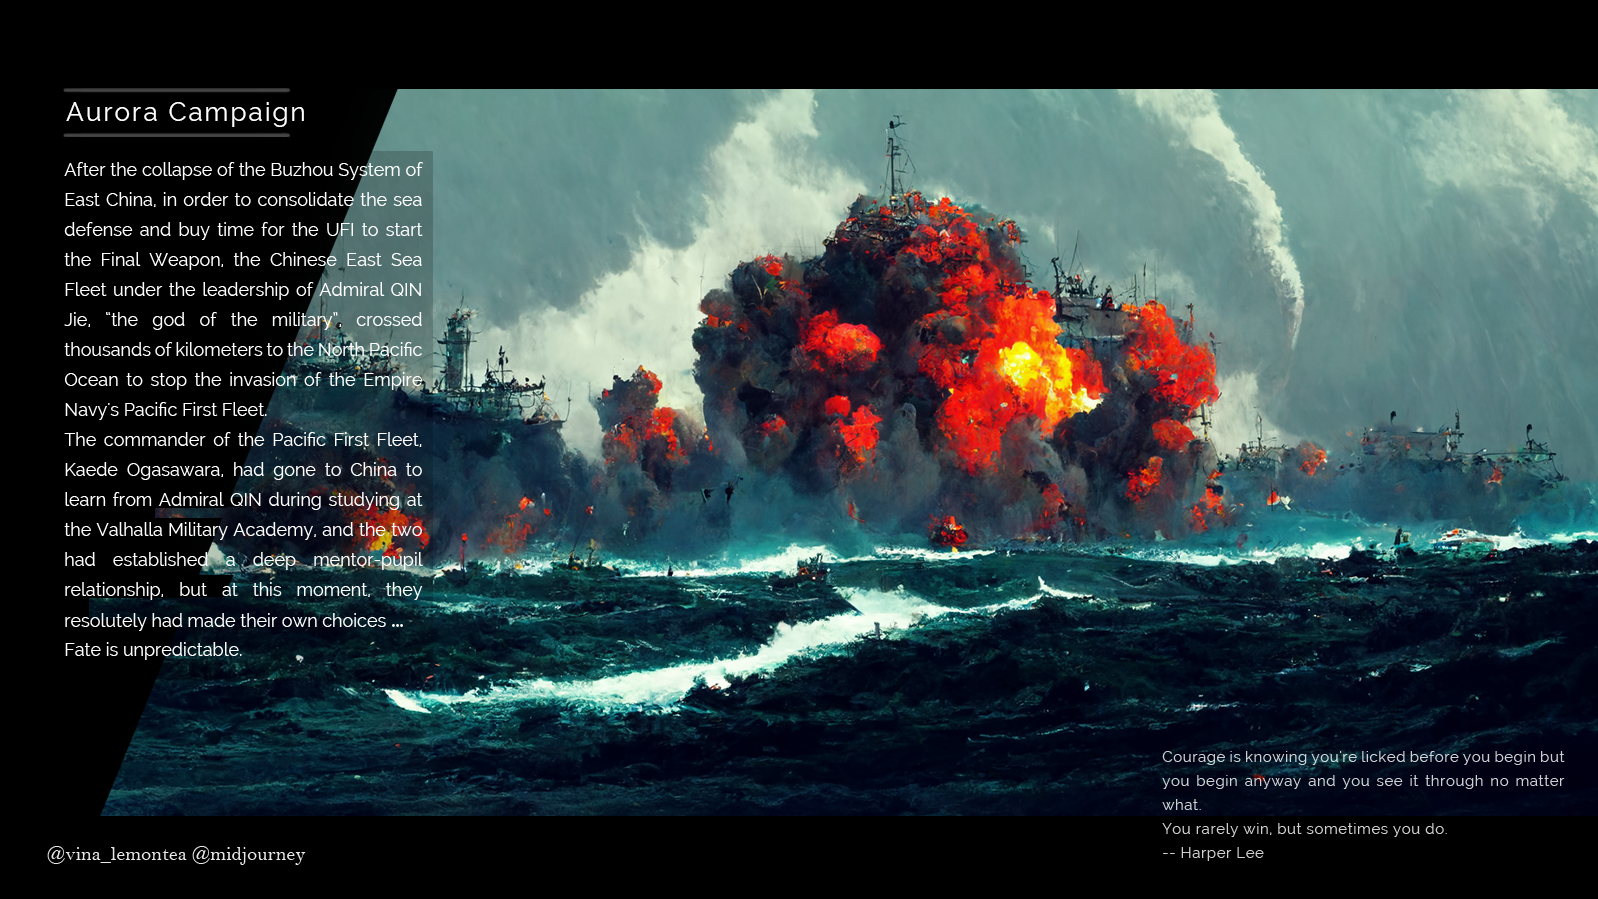 Aurora Campaign
After the collapse of the Buzhou System of
East China, in order to consolidate the sea
defense and buy time for the UFI to start
the Final Weapon, the Chinese East Sea
Fleet under the leadership of Admiral QIN
Jie, “the god of the military”, crossed
thousands of kilometers to the North Pacific
Ocean to stop the invasion of the Empire
Navy's Pacific First Fleet.
The commander of the Pacific First Fleet,
Kaede Ogasawara, had gone to China to
learn from Admiral QIN during studying at
the Valhalla Military Academy, and the two
had established a deep mentor-pupil
relationship, but at this moment, they
resolutely had made their own choices ...
Fate is unpredictable.
Courage is knowing you're licked before you begin but
you begin anyway and you see it through no matter
what.
You rarely win, but sometimes you do.
-- Harper Lee
@vina_lemontea @midjourney